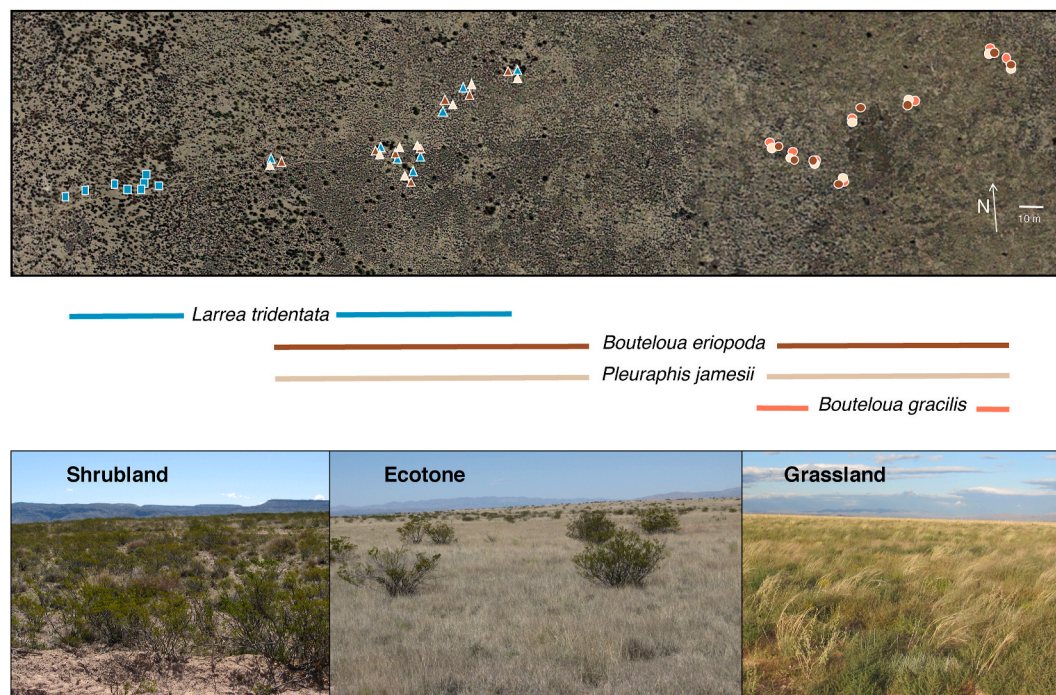 N
10 m
Larrea tridentata
Bouteloua eriopoda
Pleuraphis jamesii
Bouteloua gracilis
Shrubland
Ecotone
Grassland